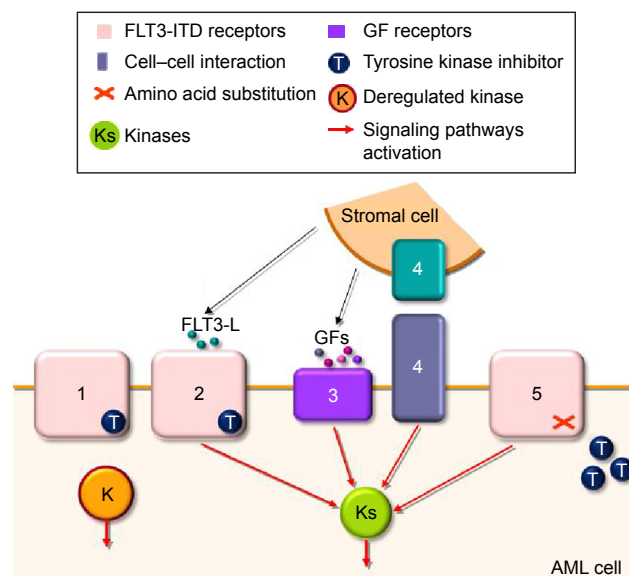 FLT3-ITD receptors
GF receptors
Cell–cell interaction
T Tyrosine kinase inhibitor
Amino acid substitution
K Deregulated kinase
Ks Kinases
Signaling pathways
activation
Stromal cell
4
FLT3-L
GFs
4
1
2
3
5
T
T
T
T
T
K
Ks
AML cell